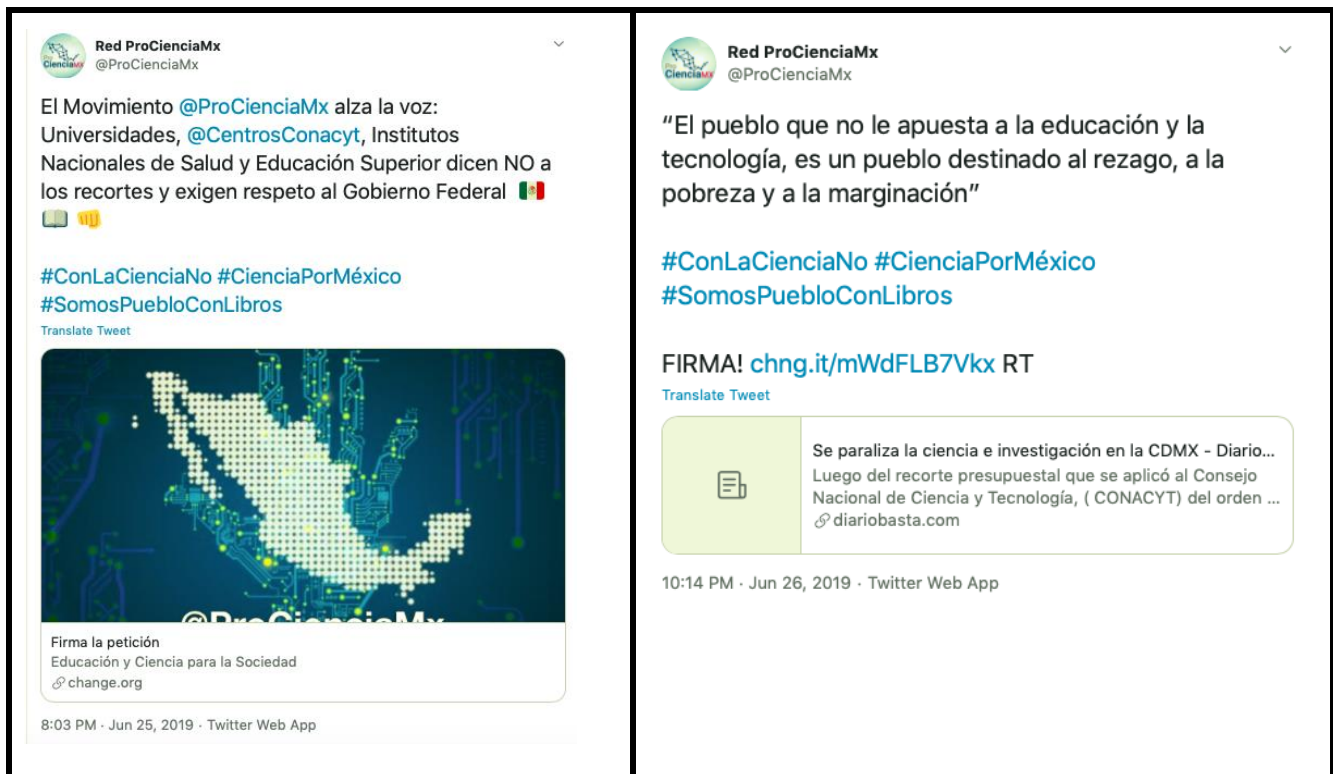 Red ProCienciaMx
@ProCienciaMx
El Movimiento @ProCienciaMx alza la voz:
Universidades, @CentrosConacyt, Institutos
Nacionales de Salud y Educación Superior dicen NO a
los recortes y exigen respeto al Gobierno Federal 🇲🇽
📖 👊
#ConLaCienciaNo #CienciaPorMéxico
#SomosPuebloConLibros
Translate Tweet
@ProCienciaMx
Firma la petición
Educación y Ciencia para la Sociedad
change.org
8:03 PM · Jun 25, 2019 · Twitter Web App
Red ProCienciaMx
@ProCienciaMx
“El pueblo que no le apuesta a la educación y la
tecnología, es un pueblo destinado al rezago, a la
pobreza y a la marginación”
#ConLaCienciaNo #CienciaPorMéxico
#SomosPuebloConLibros
FIRMA! chng.it/mWdFLB7Vkx RT
Translate Tweet
Se paraliza la ciencia e investigación en la CDMX - Diario...
Luego del recorte presupuestal que se aplicó al Consejo
Nacional de Ciencia y Tecnología, ( CONACYT) del orden ...
diariobasta.com
10:14 PM · Jun 26, 2019 · Twitter Web App